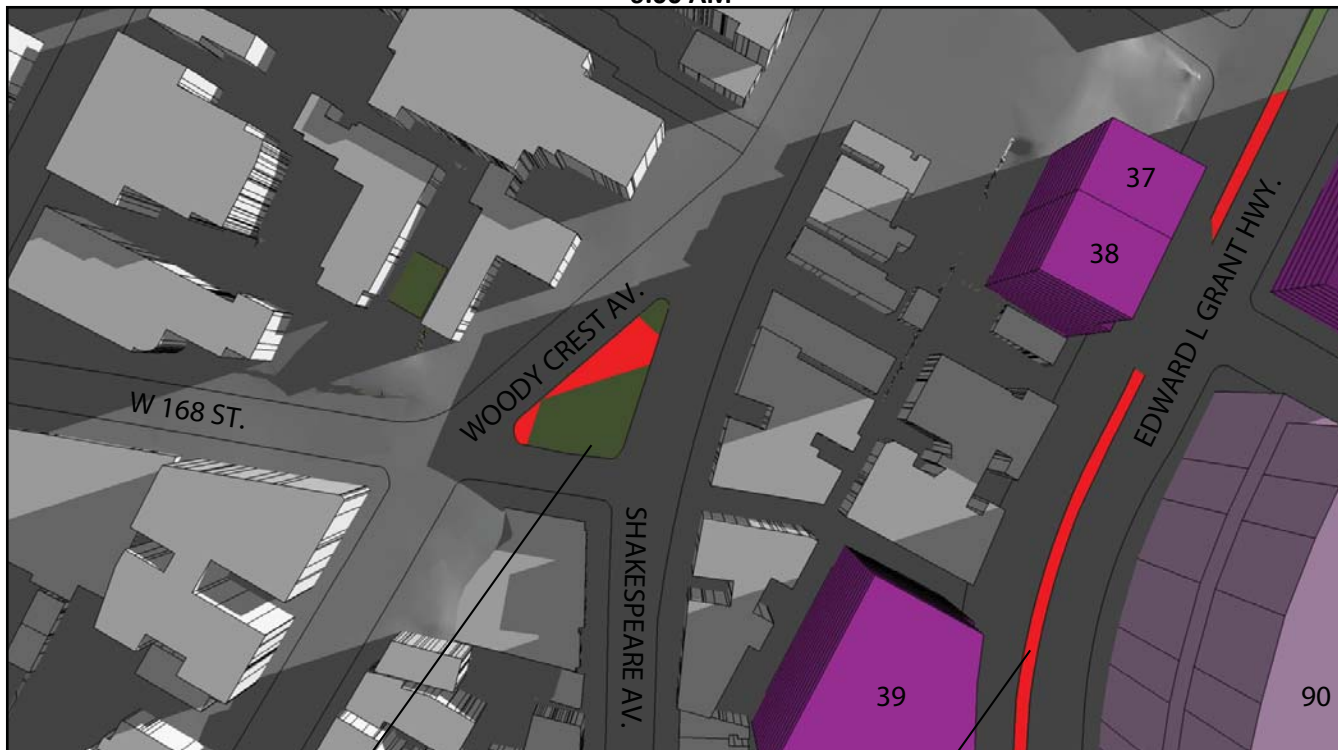 37
38
EDWARD L GRANT HWY.
WOODY CREST AV.
W 168 ST.
SHAKESPEARE AV.
39
90